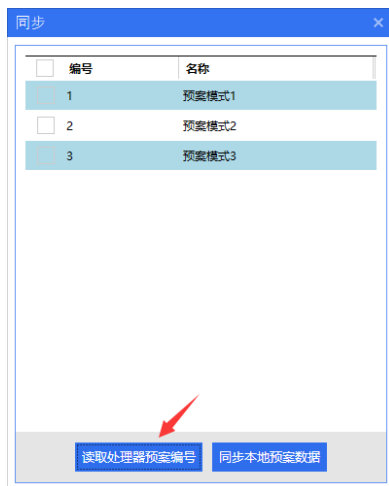 同步
编号 名称
1 预案模式1
2 预案模式2
3 预案模式3
读取处理器预案编号 同步本地预案数据